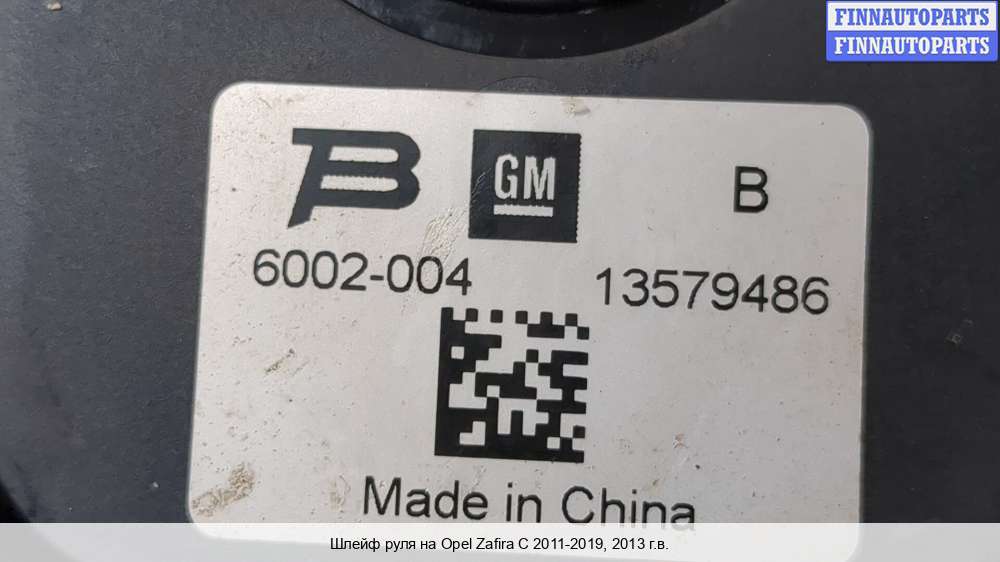 FINNAUTOPARTS
FINNAUTOPARTS
GM
B
6002-004
13579486
Made in China
Шлейф руля на Opel Zafira C 2011-2019, 2013 г.в.